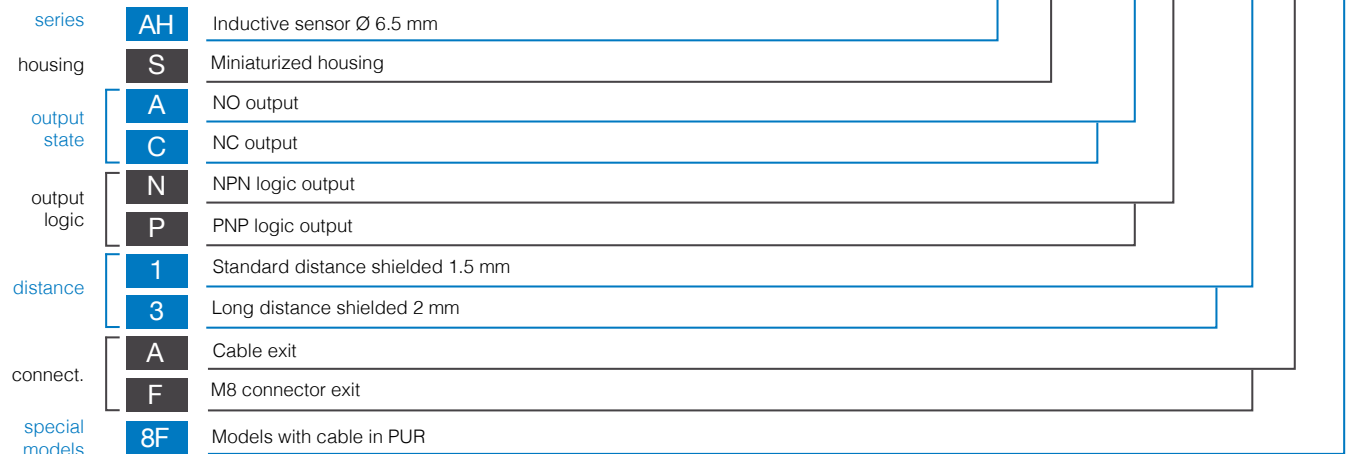 series AH Inductive sensor Ø 6.5 mm
housing S Miniaturized housing
output state
A NO output
C NC output
output logic
N NPN logic output
P PNP logic output
distance
1 Standard distance shielded 1.5 mm
3 Long distance shielded 2 mm
connect.
A Cable exit
F M8 connector exit
special models
8F Models with cable in PUR